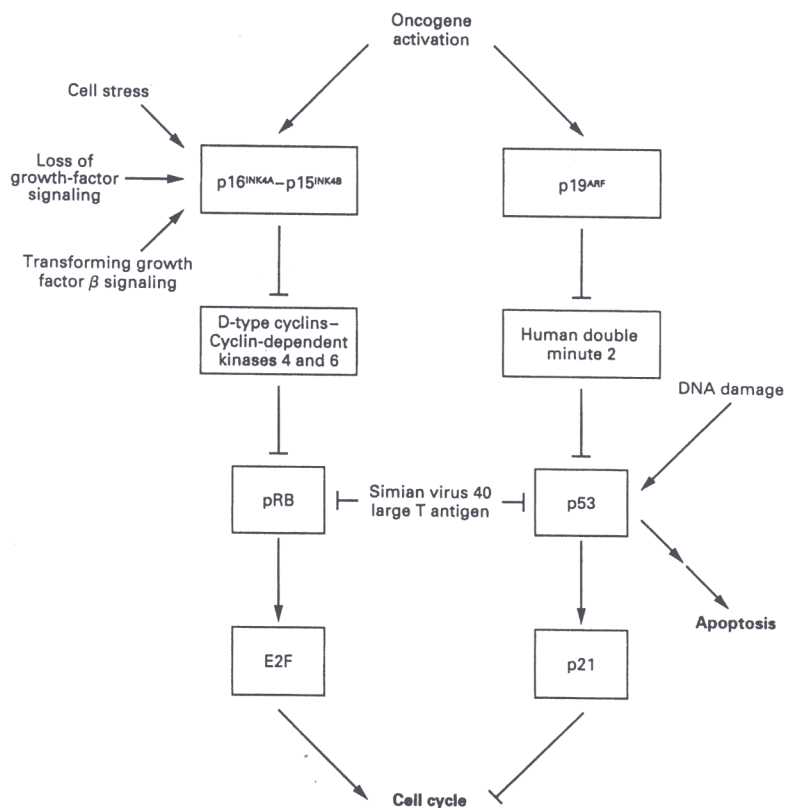 Oncogene
activation
Cell stress
Loss of
growth-factor
signaling
Transforming growth
factor β signaling
p16INK4A–p15INK4B
p19ARF
D-type cyclins–
Cyclin-dependent
kinases 4 and 6
Human double
minute 2
DNA damage
pRB
Simian virus 40
large T antigen
p53
Apoptosis
E2F
p21
Cell cycle